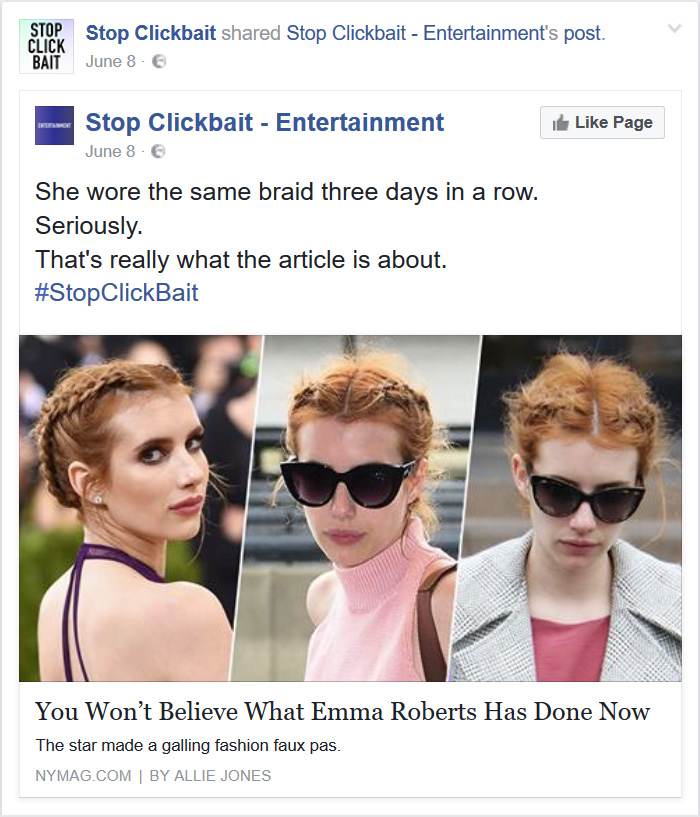 STOP
CLICK
BAIT
Stop Clickbait shared Stop Clickbait - Entertainment's post.
June 8 ·
ENTERTAINMENT
Stop Clickbait - Entertainment
Like Page
June 8 ·
She wore the same braid three days in a row.
Seriously.
That's really what the article is about.
#StopClickBait
You Won’t Believe What Emma Roberts Has Done Now
The star made a galling fashion faux pas.
NYMAG.COM | BY ALLIE JONES